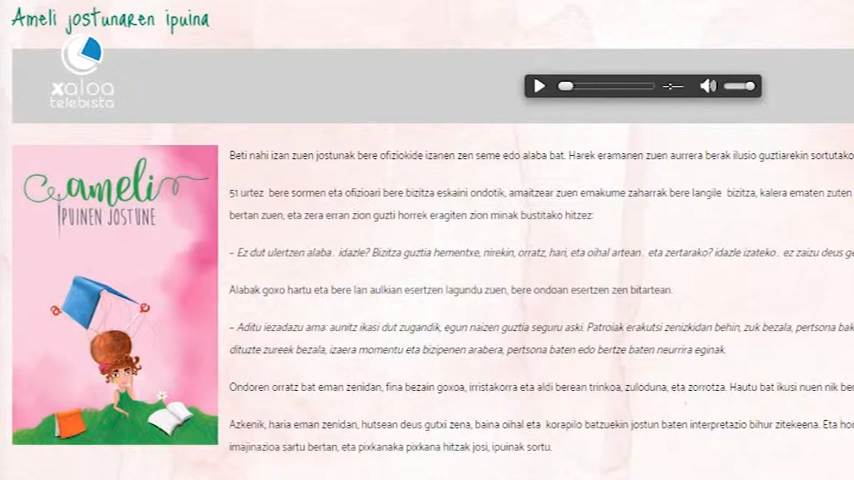 Ameli jostunaren ipuina
xaloa
telebista
ameli
IPUINEN JOSTUNE
Beti nahi izan zuen jostunak bere ofiziokide izanen zen seme edo alaba bat. Harek eramanen zuen aurrera berak ilusio guztiarekin sortutako
51 urtez bere sormen eta ofizioari bere bizitza eskaini ondotik, amaitzear zuen emakume zaharrak bere langile bizitza, kalera ematen zuten
bertan zuen, eta zera erran zion guzti horrek eragiten zion minak bustitako hitzez:
– Ez dut ulertzen alaba.. idazle? Bizitza guztia hementxe, nirekin, orratz, hari, eta oihal artean.. eta zertarako? idazle izateko.. ez zaizu deus
Alabak goxo hartu eta bere lan aulkian esertzen lagundu zuen, bere ondoan esertzen zen bitartean.
– Aditu iezadazu ama: aunitz ikasi dut zugandik, egun naizen guztia seguru aski. Patroiak erakutsi zenizkidan behin, zuk bezala, pertsona
dituzte zureek bezala, izaera momentu eta bizipenen arabera, pertsona baten edo bertze baten neurrira eginak.
Ondoren orratz bat eman zenidan, fina bezain goxoa, irristakorra eta aldi berean trinkoa, zuloduna, eta zorrotza. Hautu bat ikusi nuen nik
Azkenik, haria eman zenidan, hutsean deus gutxi zena, baina oihal eta korapilo batzuekin jostun baten interpretazio bihur zitekeena. Eta
imajinazioa sartu bertan, eta pixkanaka pixkana hitzak josi, ipuinak sortu.